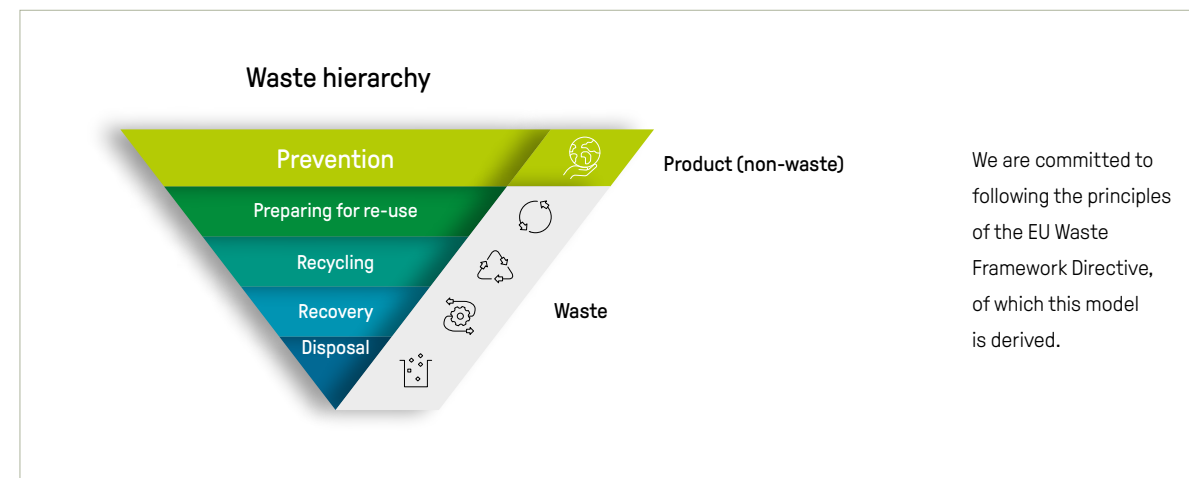 Waste hierarchy
Prevention
Product (non-waste)
Preparing for re-use
Recycling
Recovery
Waste
Disposal
We are committed to
following the principles
of the EU Waste
Framework Directive,
of which this model
is derived.